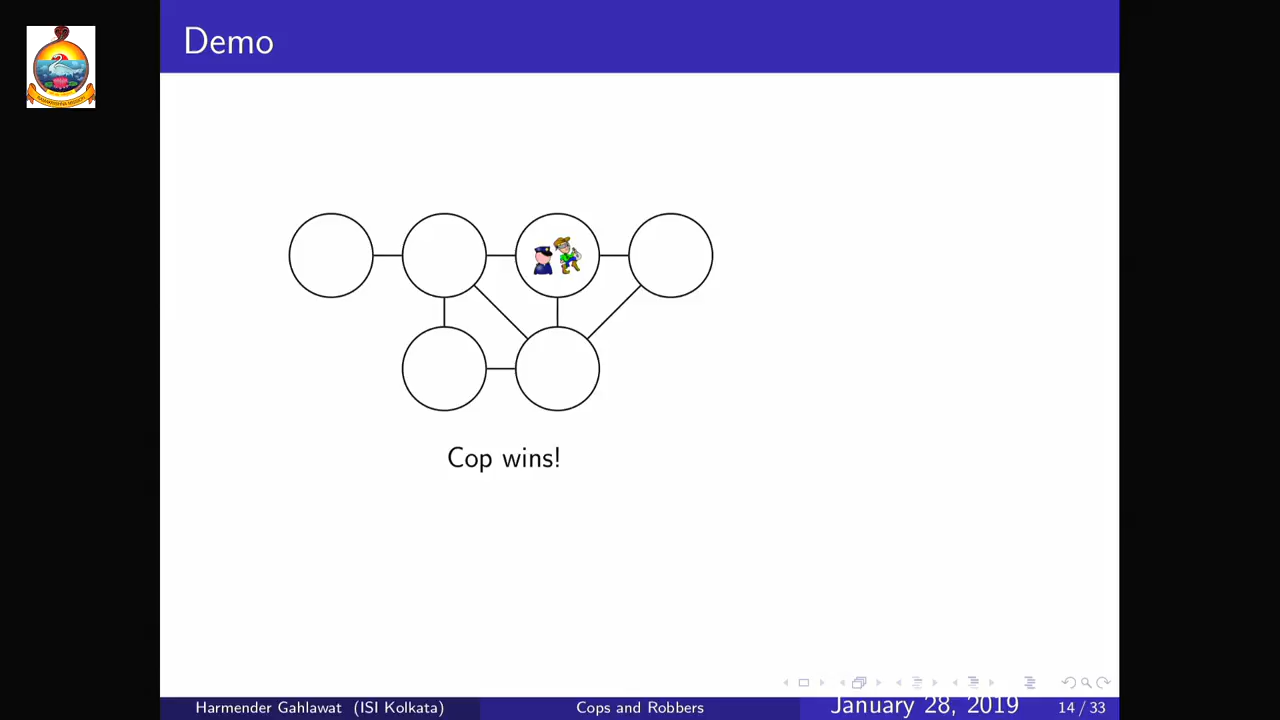 Demo
Cop wins!
Harmender Gahlawat (ISI Kolkata)
Cops and Robbers
January 28, 2019
14 / 33